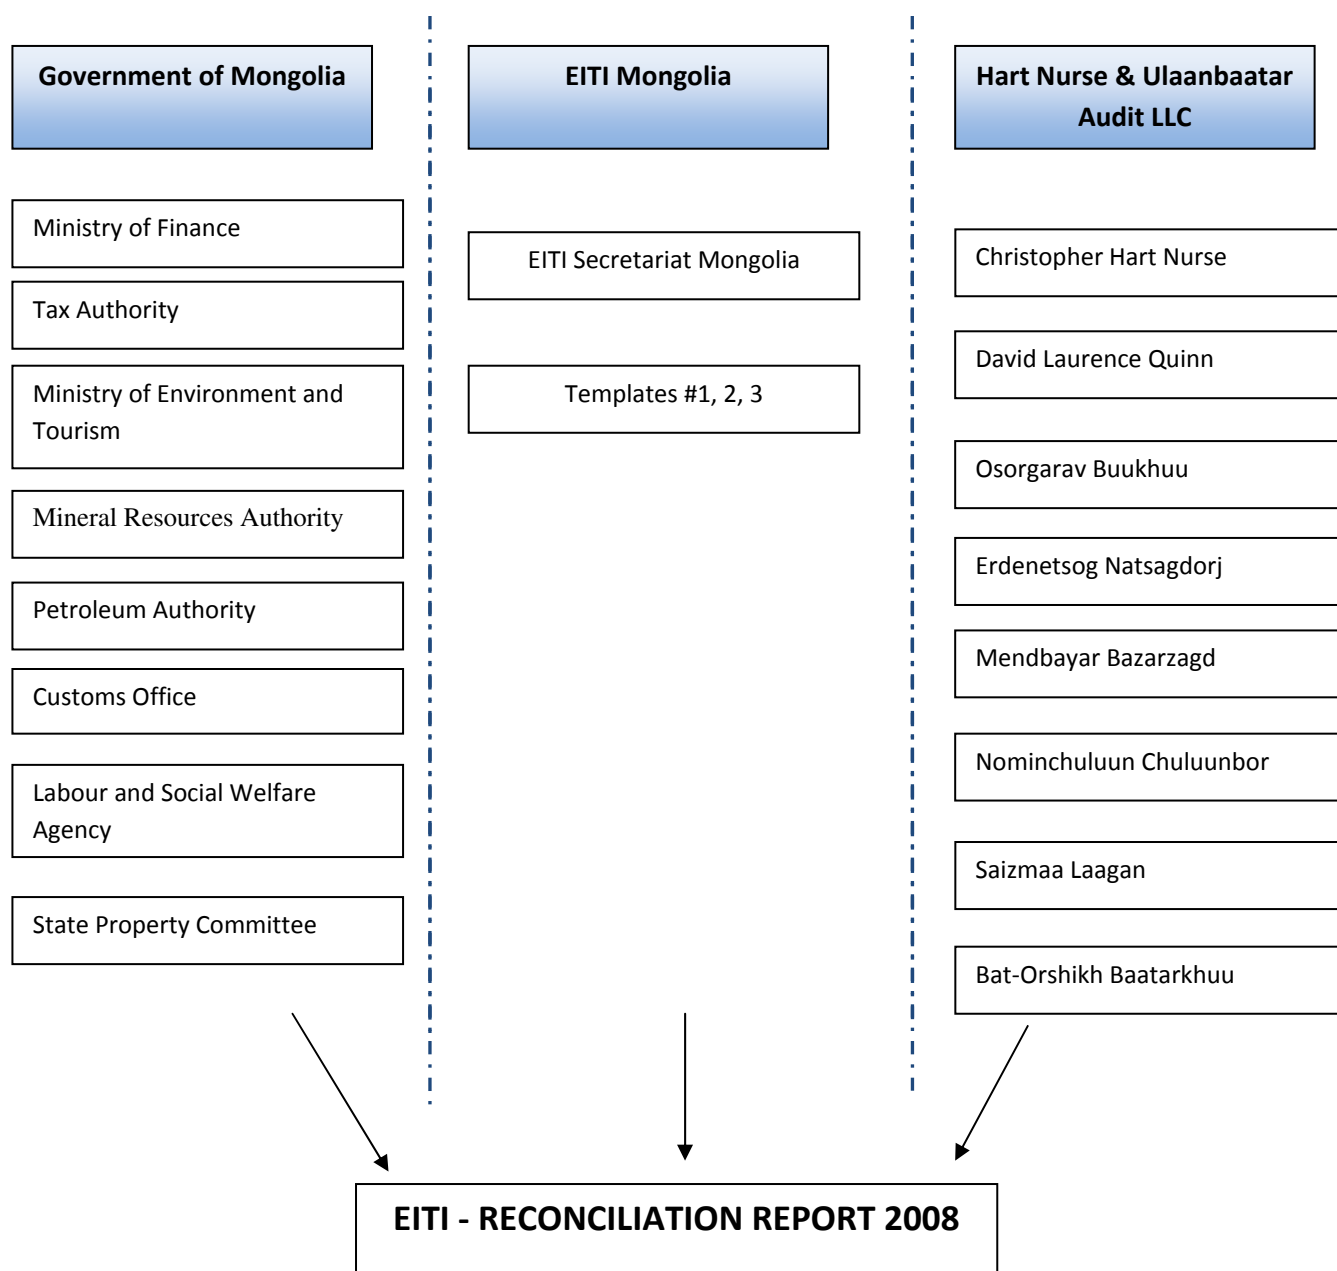 Government of Mongolia
Ministry of Finance
Tax Authority
Ministry of Environment and
Tourism
Mineral Resources Authority
Petroleum Authority
Customs Office
Labour and Social Welfare
Agency
State Property Committee
EITI Mongolia
EITI Secretariat Mongolia
Templates #1, 2, 3
Hart Nurse & Ulaanbaatar
Audit LLC
Christopher Hart Nurse
David Laurence Quinn
Osorgarav Buukhuu
Erdenetsog Natsagdorj
Mendbayar Bazarzagd
Nominchuluun Chuluunbor
Saizmaa Laagan
Bat-Orshikh Baatarkhuu
EITI - RECONCILIATION REPORT 2008